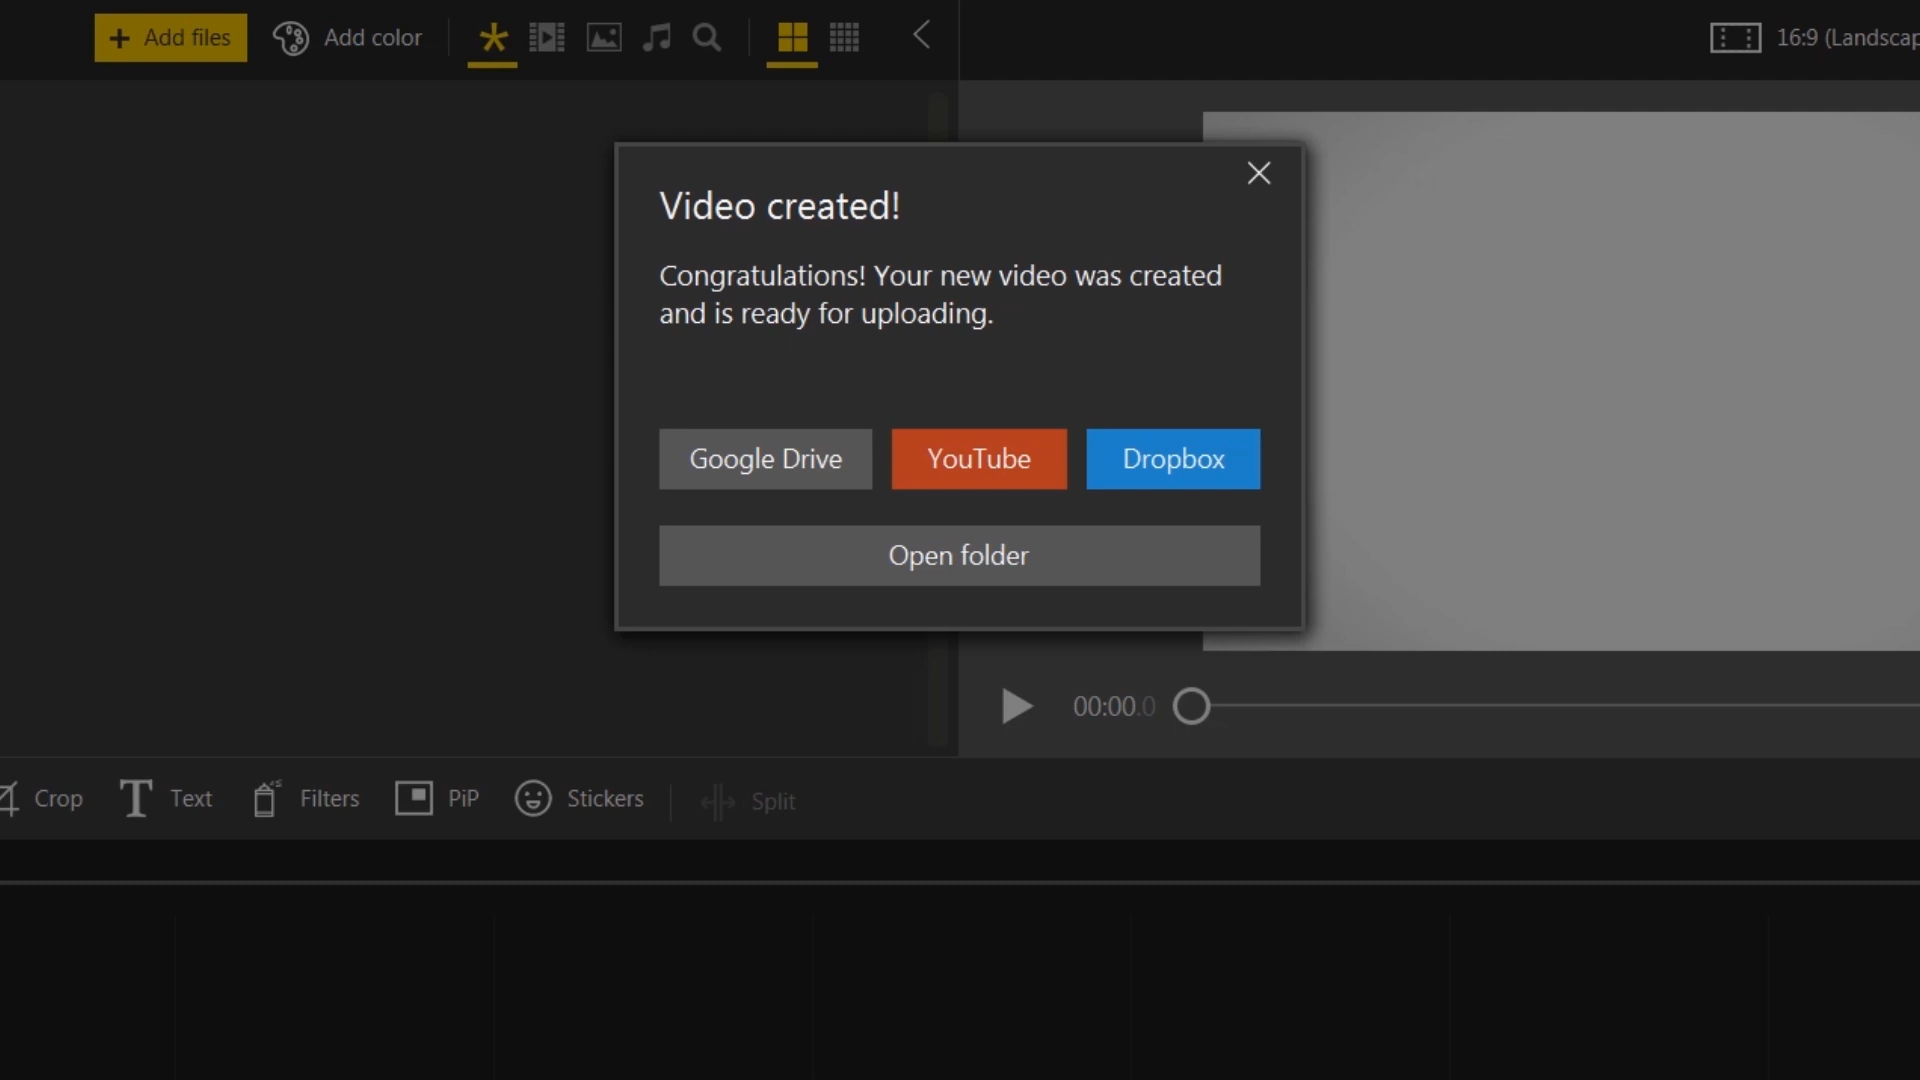 + Add files
Add color
16:9 (Landscap
Video created!
Congratulations! Your new video was created
and is ready for uploading.
Google Drive
YouTube
Dropbox
Open folder
00:00.0
Crop
Text
Filters
PiP
Stickers
Split